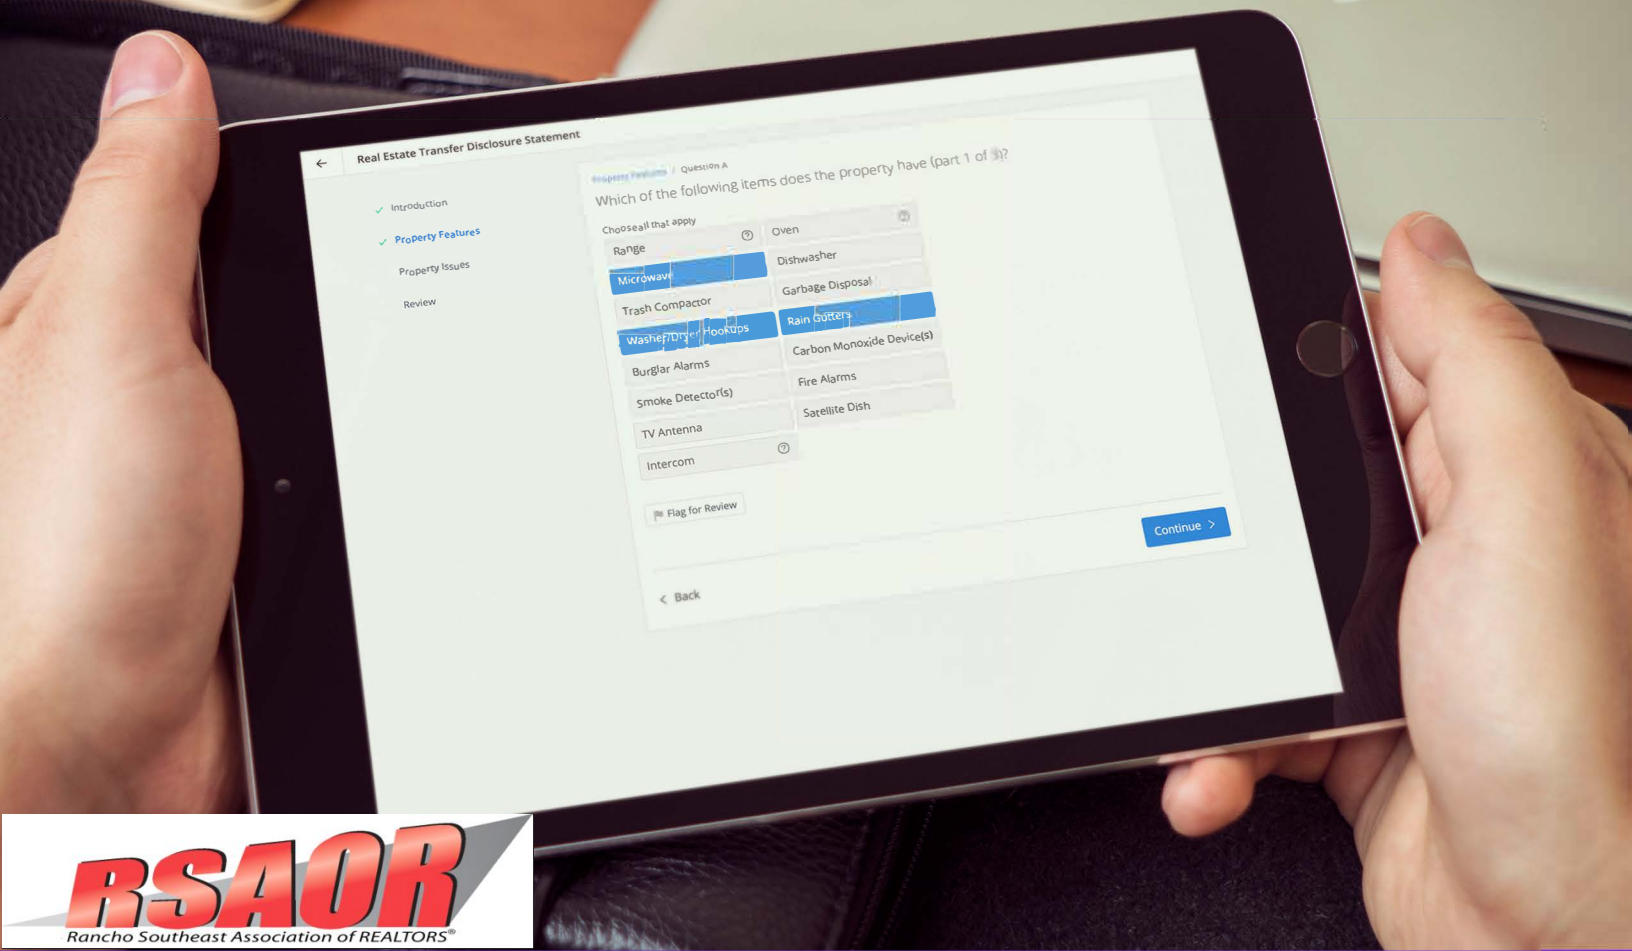 Real Estate Transfer Disclosure Statement
Introduction
Property Features
Property Issues
Review
Property Features / Question A
Which of the following items does the property have (part 1 of 3)?
Choose all that apply
Range
Oven
Microwave
Dishwasher
Trash Compactor
Garbage Disposal
Washer/Dryer Hookups
Rain Gutters
Burglar Alarms
Carbon Monoxide Device(s)
Smoke Detector(s)
Fire Alarms
TV Antenna
Satellite Dish
Intercom
Flag for Review
Continue
Back
RSAOR
Rancho Southeast Association of REALTORS®